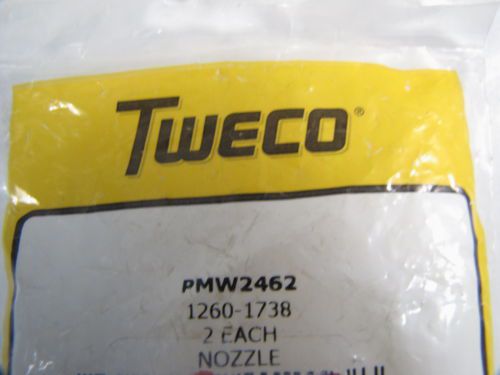 TWECO®
PMW2462
1260-1738
2 EACH
NOZZLE